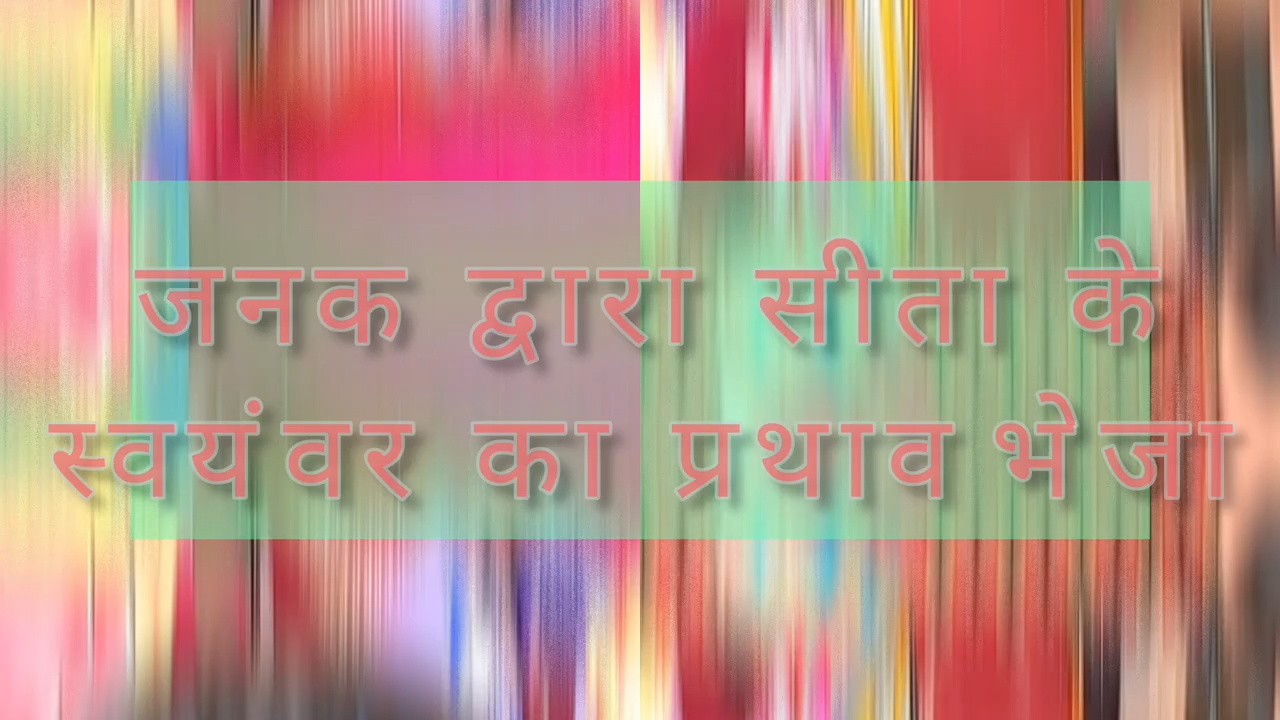 जनक द्वारा सीता के
स्वयंवर का प्रथाव भेजा